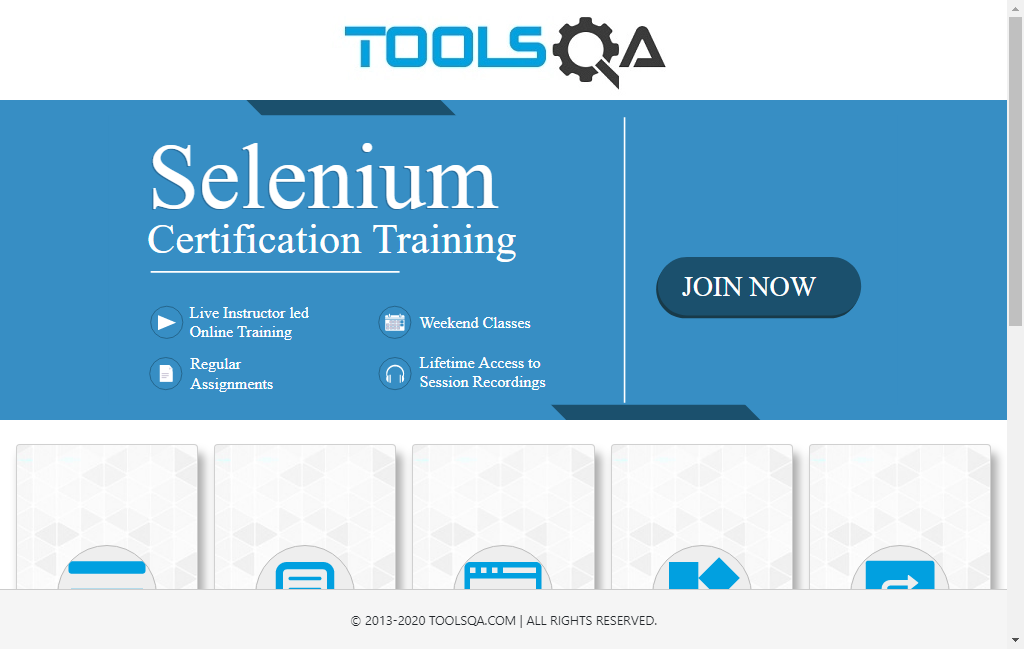 TOOLSQA
Selenium
Certification Training
Live Instructor led
Online Training
Weekend Classes
Regular
Assignments
Lifetime Access to
Session Recordings
JOIN NOW
© 2013-2020 TOOLSQA.COM | ALL RIGHTS RESERVED.